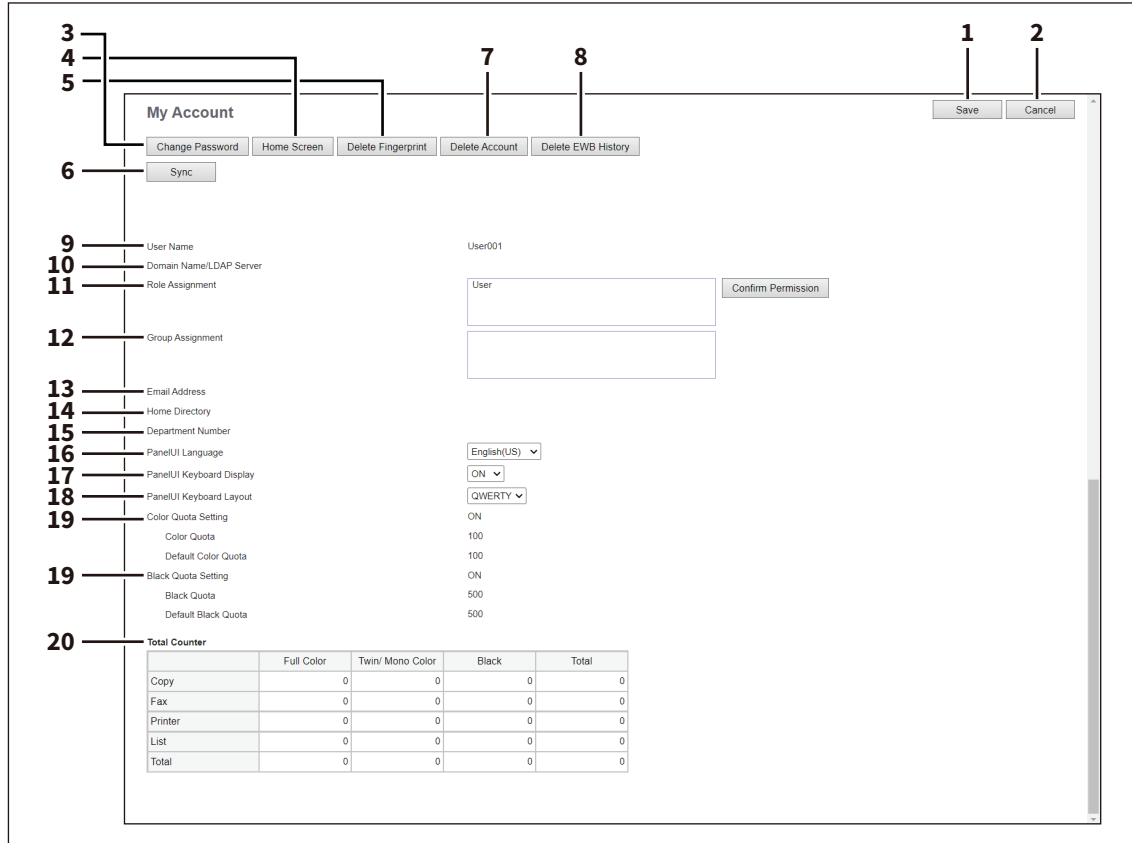 3
4
5
7
8
1
2
My Account
Save Cancel
Change Password Home Screen Delete Fingerprint Delete Account Delete EWB History
6 Sync
9 User Name User001
10 Domain Name/LDAP Server
11 Role Assignment User Confirm Permission
12 Group Assignment
13 Email Address
14 Home Directory
15 Department Number
16 PanelUI Language English(US)
17 PanelUI Keyboard Display ON
18 PanelUI Keyboard Layout QWERTY
19 Color Quota Setting ON
Color Quota 100
Default Color Quota 100
19 Black Quota Setting ON
Black Quota 500
Default Black Quota 500
20 Total Counter
Full Color Twin/ Mono Color Black Total
Copy 0 0 0 0
Fax 0 0 0 0
Printer 0 0 0 0
List 0 0 0 0
Total 0 0 0 0